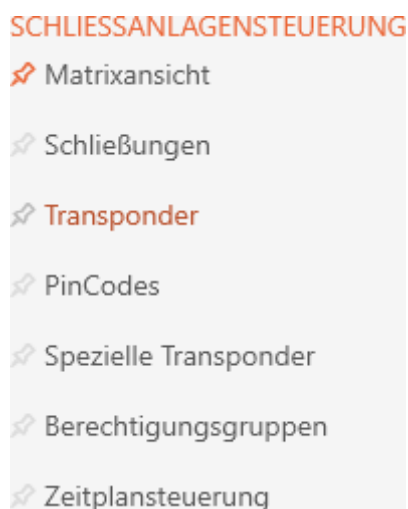 SCHLIESSANLAGENSTEUERUNG
Matrixansicht
Schließungen
Transponder
PinCodes
Spezielle Transponder
Berechtigungsgruppen
Zeitplansteuerung